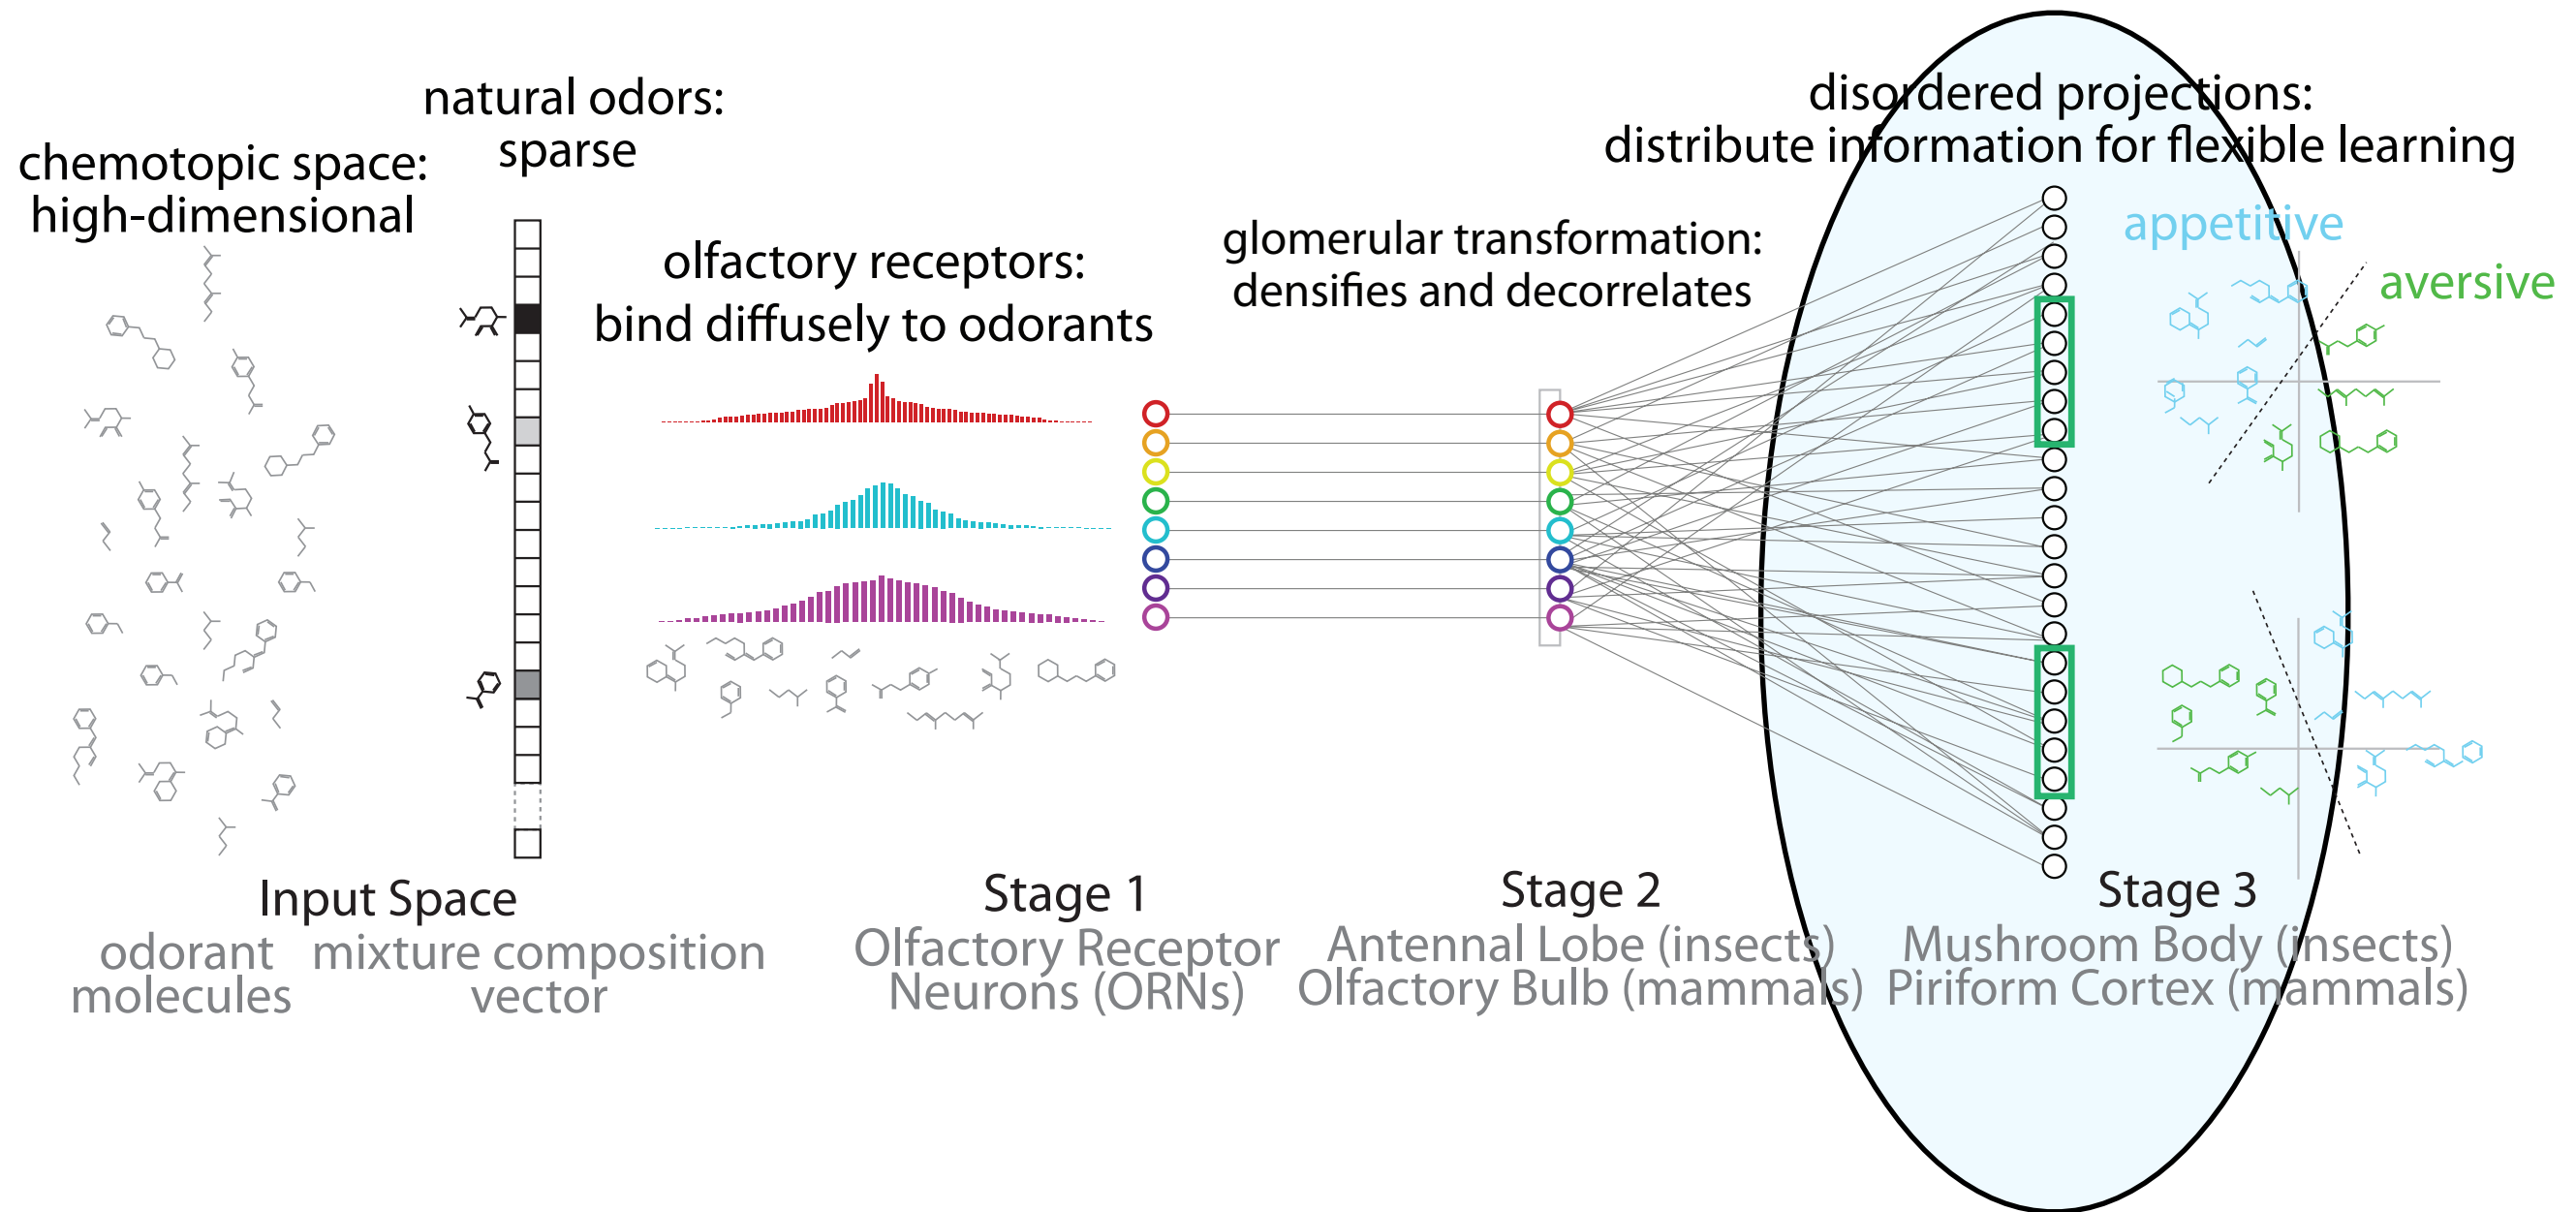 chemotopic space:
high-dimensional
natural odors:
sparse
olfactory receptors:
bind diffusely to odorants
glomerular transformation:
densifies and decorrelates
disordered projections:
distribute information for flexible learning
appetitive
aversive
Input Space
odorant
molecules
mixture composition
vector
Stage 1
Olfactory Receptor
Neurons (ORNs)
Stage 2
Antennal Lobe (insects)
Olfactory Bulb (mammals)
Stage 3
Mushroom Body (insects)
Piriform Cortex (mammals)